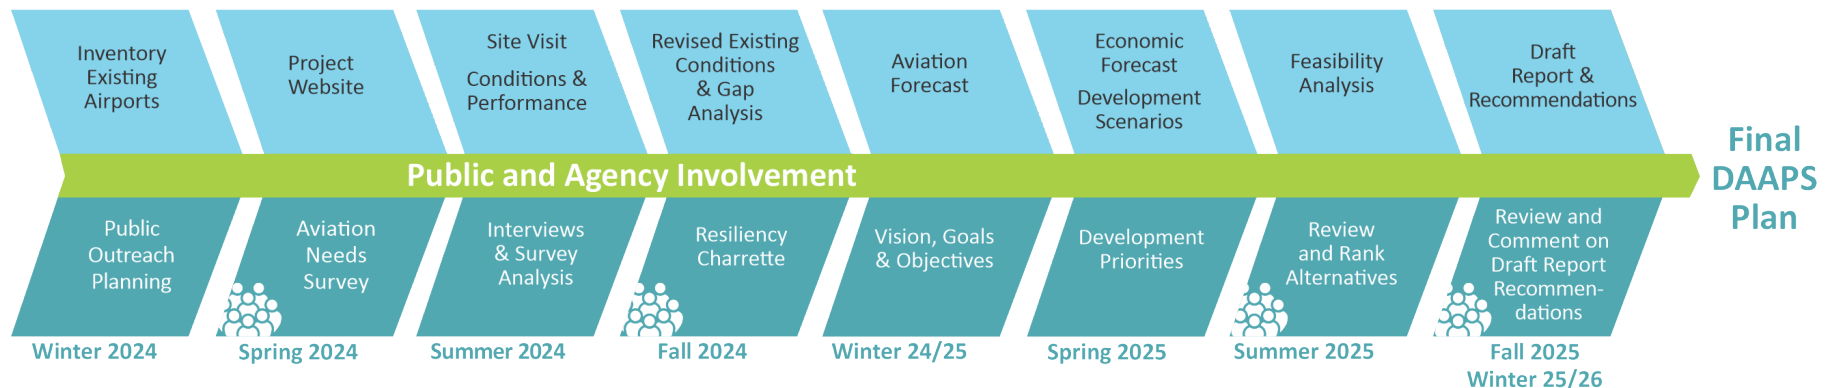 Inventory
Existing
Airports
Project
Website
Site Visit
Conditions &
Performance
Revised Existing
Conditions
& Gap
Analysis
Aviation
Forecast
Economic
Forecast
Development
Scenarios
Feasibility
Analysis
Draft
Report &
Recommendations
Public and Agency Involvement
Final
DAAPS
Plan
Public
Outreach
Planning
Aviation
Needs
Survey
Interviews
& Survey
Analysis
Resiliency
Charrette
Vision, Goals
& Objectives
Development
Priorities
Review
and Rank
Alternatives
Review and
Comment on
Draft Report
Recommen-
dations
Winter 2024
Spring 2024
Summer 2024
Fall 2024
Winter 24/25
Spring 2025
Summer 2025
Fall 2025
Winter 25/26